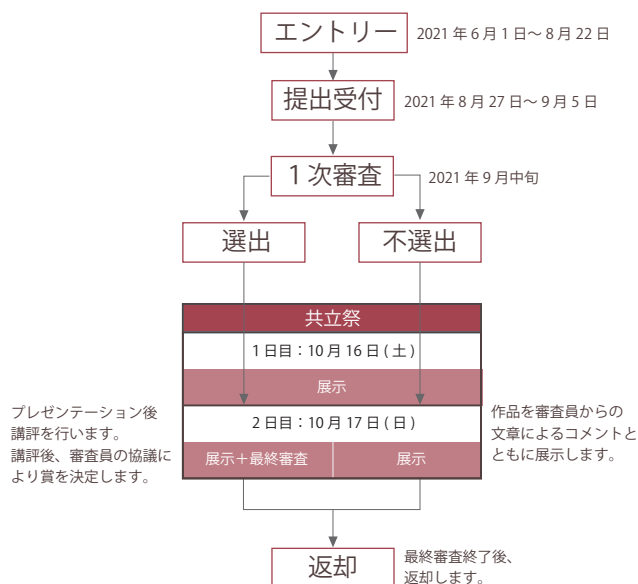 エントリー
2021 年 6 月 1 日～ 8 月 22 日
提出受付
2021 年 8 月 27 日～ 9 月 5 日
１次審査
2021 年 9 月中旬
選出
不選出
共立祭
1 日目：10 月 16 日 ( 土 )
展示
2 日目：10 月 17 日 ( 日 )
展示＋最終審査
展示
プレゼンテーション後
講評を行います。
講評後、審査員の協議に
より賞を決定します。
作品を審査員からの
文章によるコメントと
ともに展示します。
返却
最終審査終了後、
返却します。